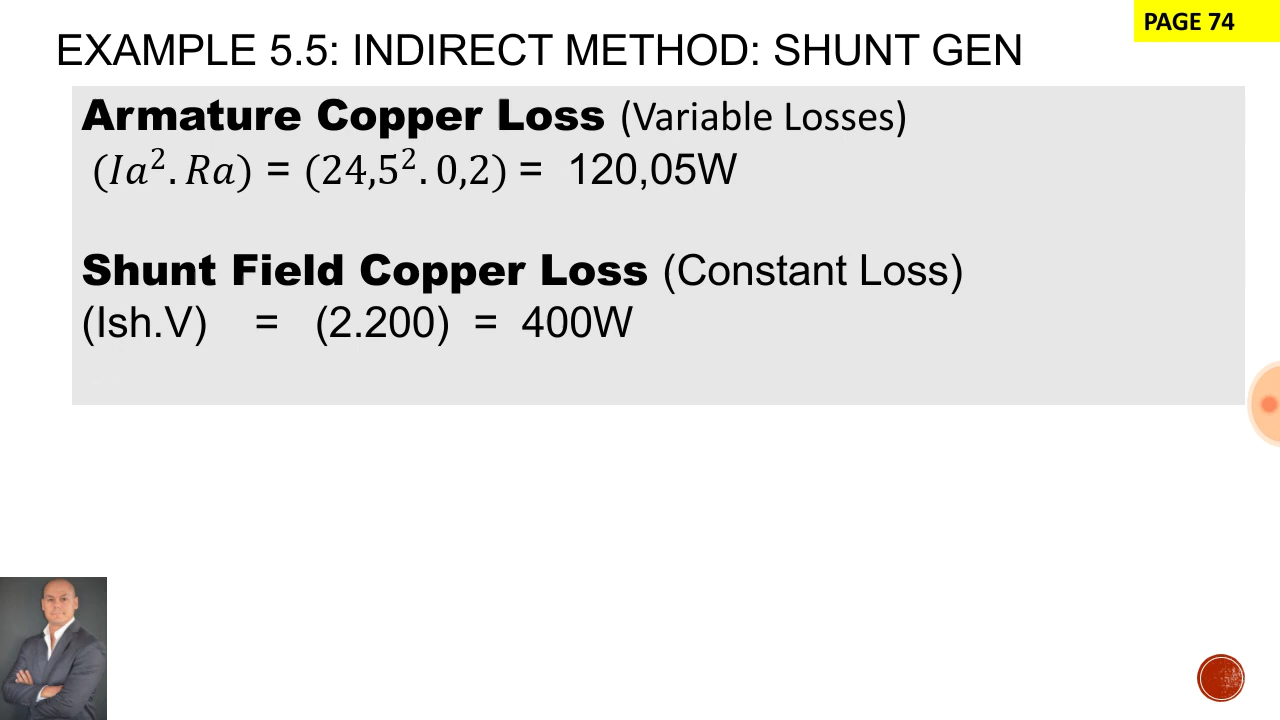 PAGE 74
EXAMPLE 5.5: INDIRECT METHOD: SHUNT GEN
Armature Copper Loss (Variable Losses)
(Ia². Ra) = (24,5². 0,2) = 120,05W
Shunt Field Copper Loss (Constant Loss)
(Ish.V) = (2.200) = 400W